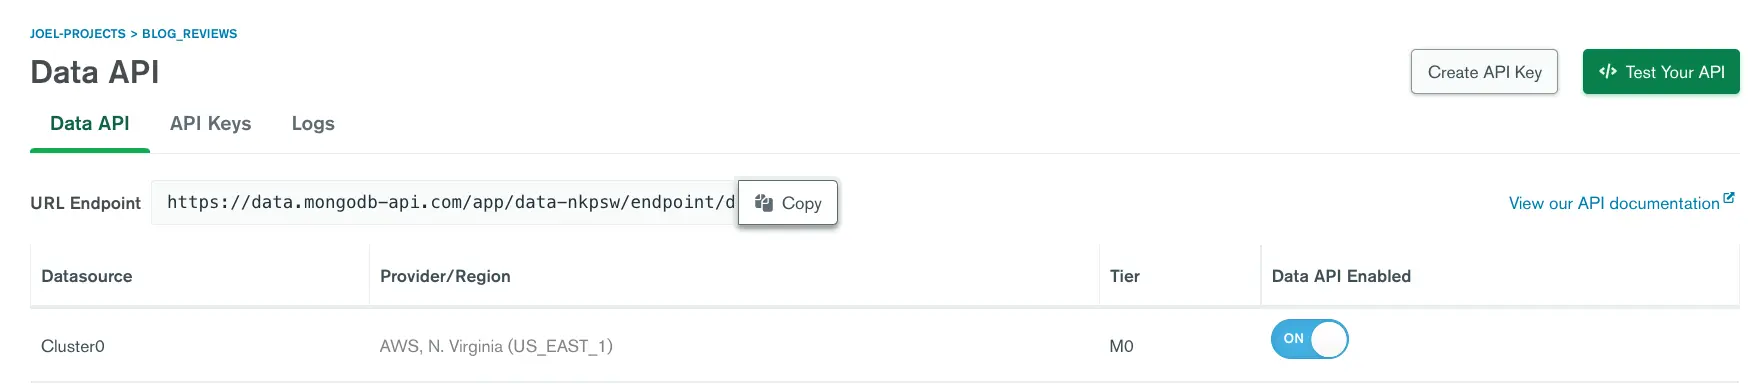 JOEL-PROJECTS > BLOG_REVIEWS
Data API
Create API Key
</> Test Your API
Data API API Keys Logs
URL Endpoint https://data.mongodb-api.com/app/data-nkpsw/endpoint/d Copy
View our API documentation
Datasource Provider/Region Tier Data API Enabled
Cluster0 AWS, N. Virginia (US_EAST_1) M0 ON